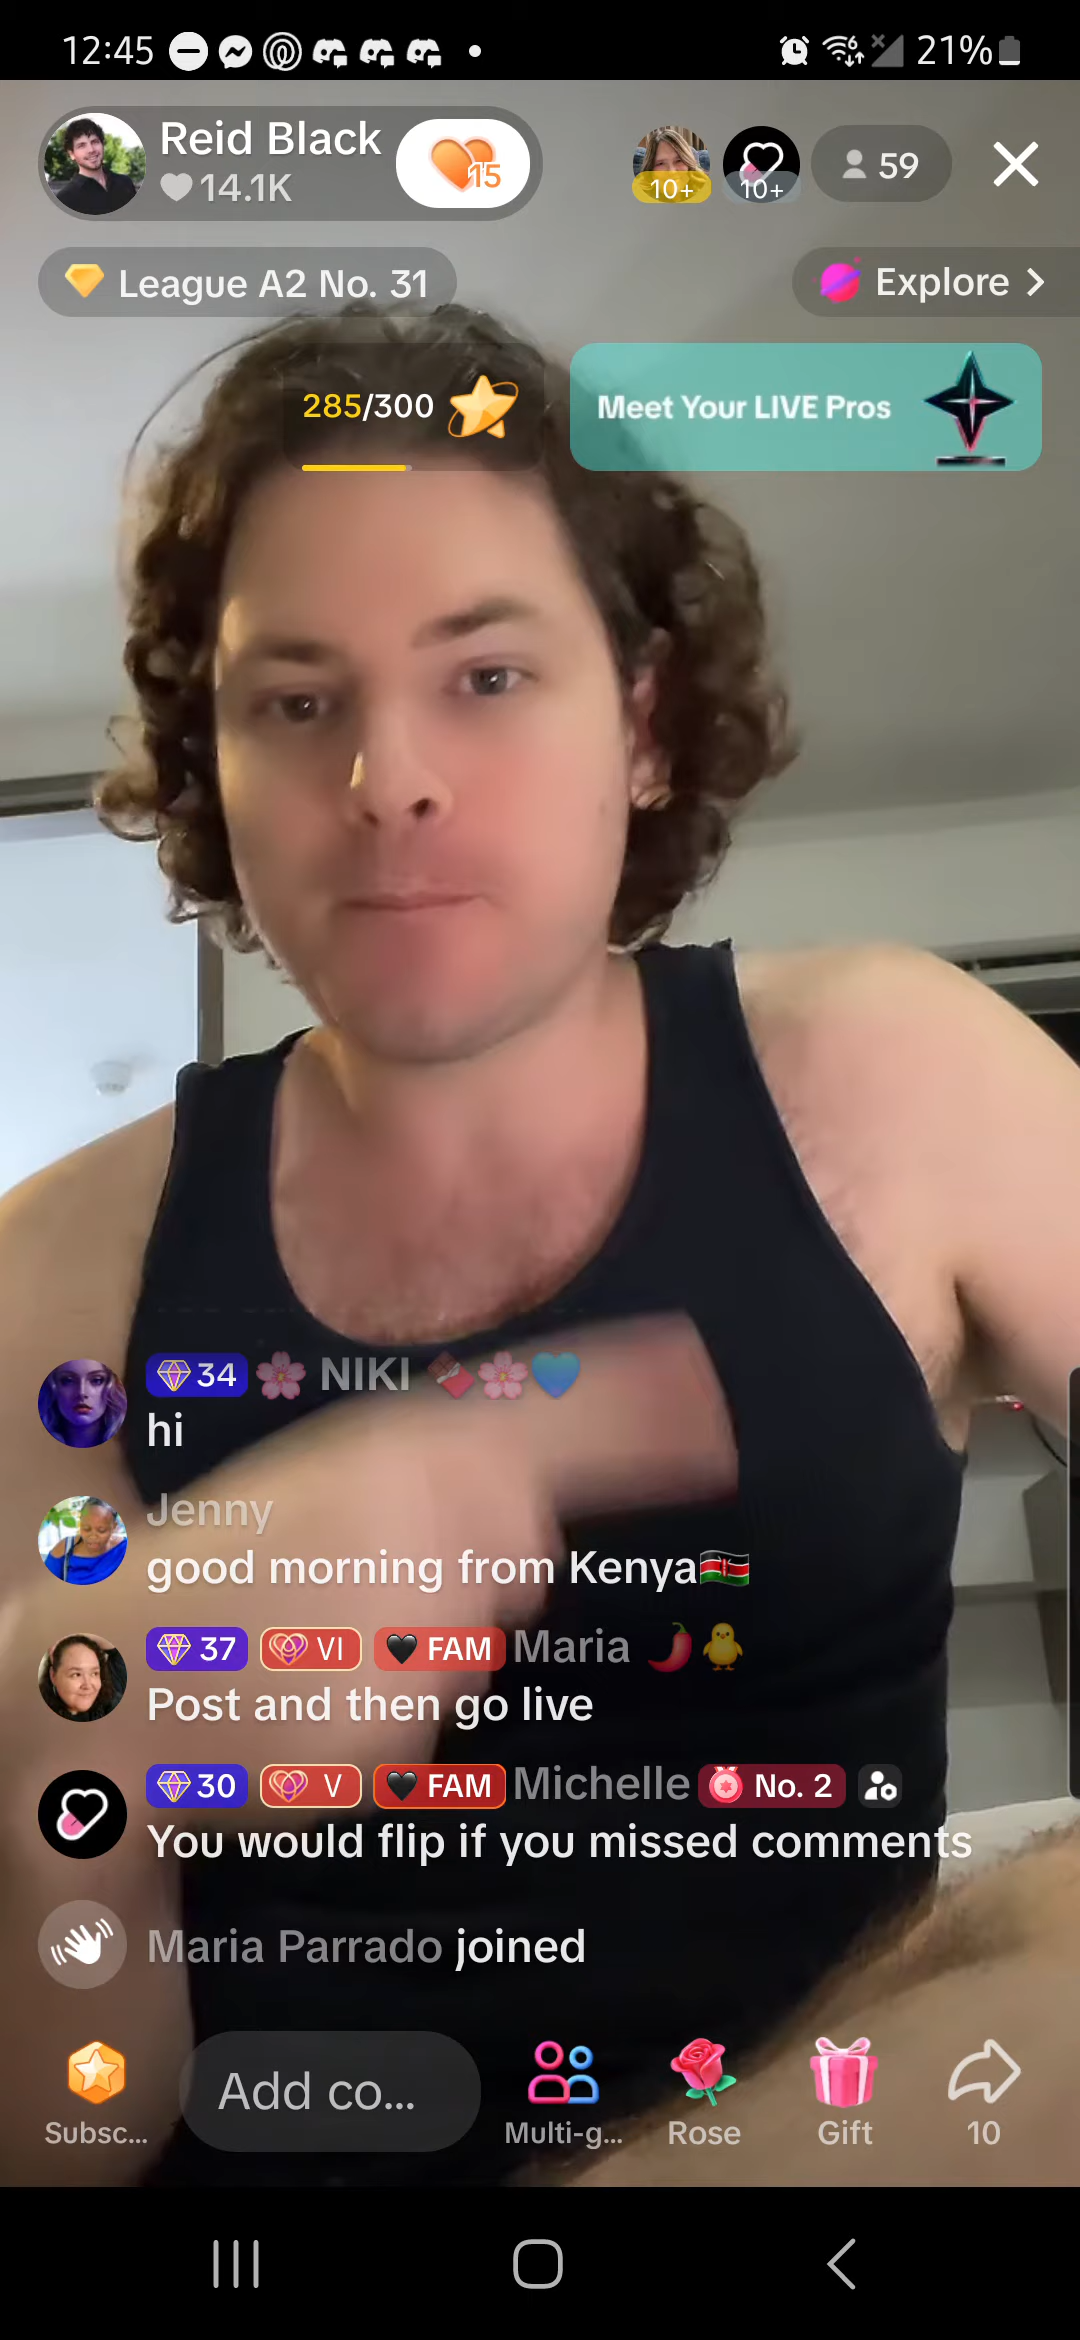 12:45
21%
Reid Black
14.1K
15
10+
10+
59
League A2 No. 31
Explore
285/300
Meet Your LIVE Pros
34 🌸 NIKI 🍫🌸💙
hi
Jenny
good morning from Kenya🇰🇪
37 VI 🖤 FAM Maria 🌶️🐥
Post and then go live
30 V 🖤 FAM Michelle No. 2
You would flip if you missed comments
Maria Parrado joined
Subsc...
Add co...
Multi-g...
Rose
Gift
10